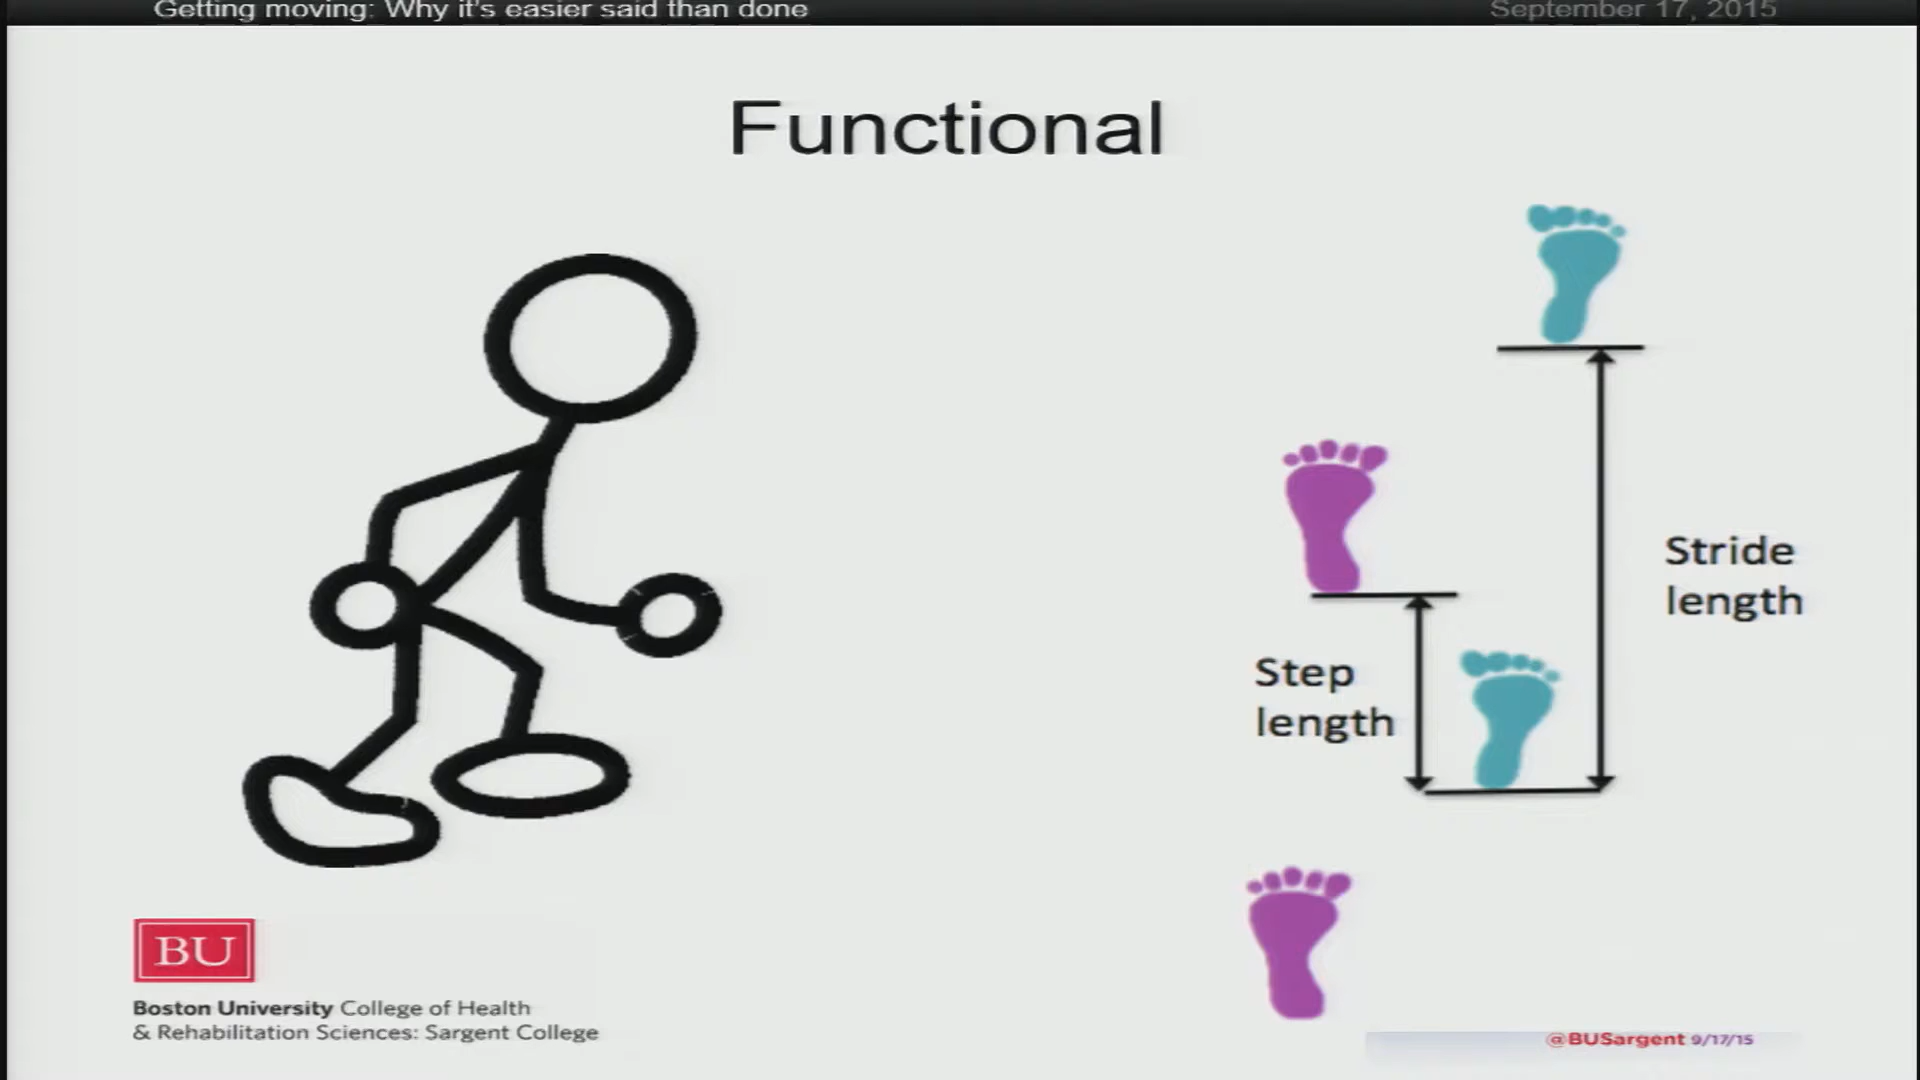 Getting moving: Why it's easier said than done
September 17, 2015
Functional
Stride
length
Step
length
BU
Boston University College of Health
& Rehabilitation Sciences: Sargent College
@BUSargent 9/17/15